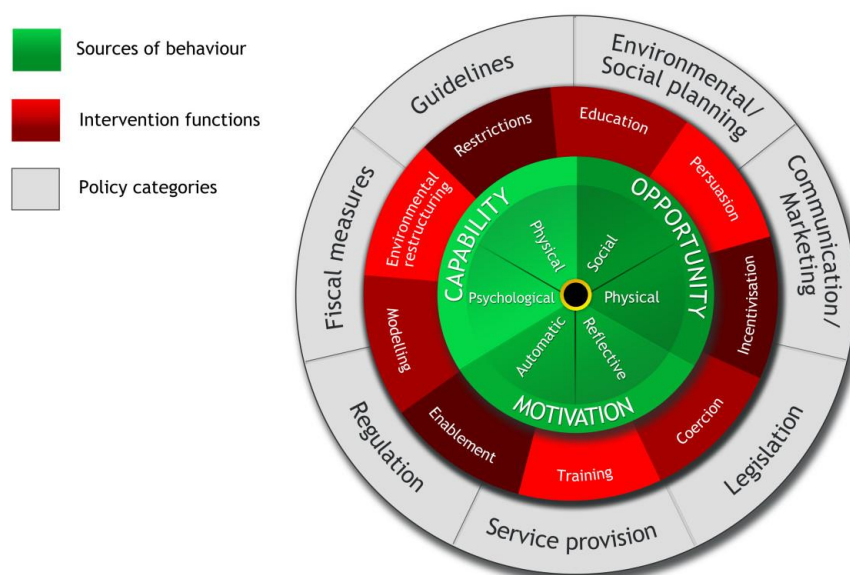 Sources of behaviour
Intervention functions
Policy categories
Guidelines
Environmental/
Social planning
Communication/
Marketing
Legislation
Service provision
Regulation
Fiscal measures
Restrictions
Education
Persuasion
Incentivisation
Coercion
Training
Enablement
Modelling
Environmental
restructuring
CAPABILITY
OPPORTUNITY
MOTIVATION
Physical
Social
Psychological
Physical
Automatic
Reflective